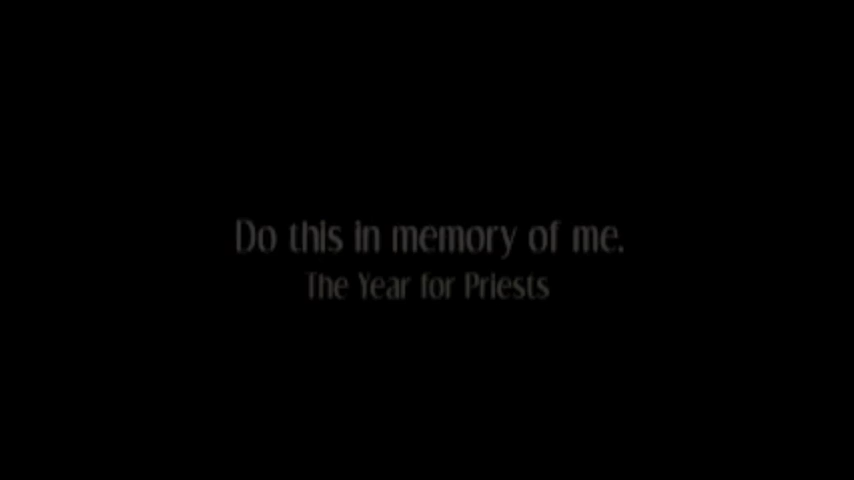 Do this in memory of me.
The Year for Priests